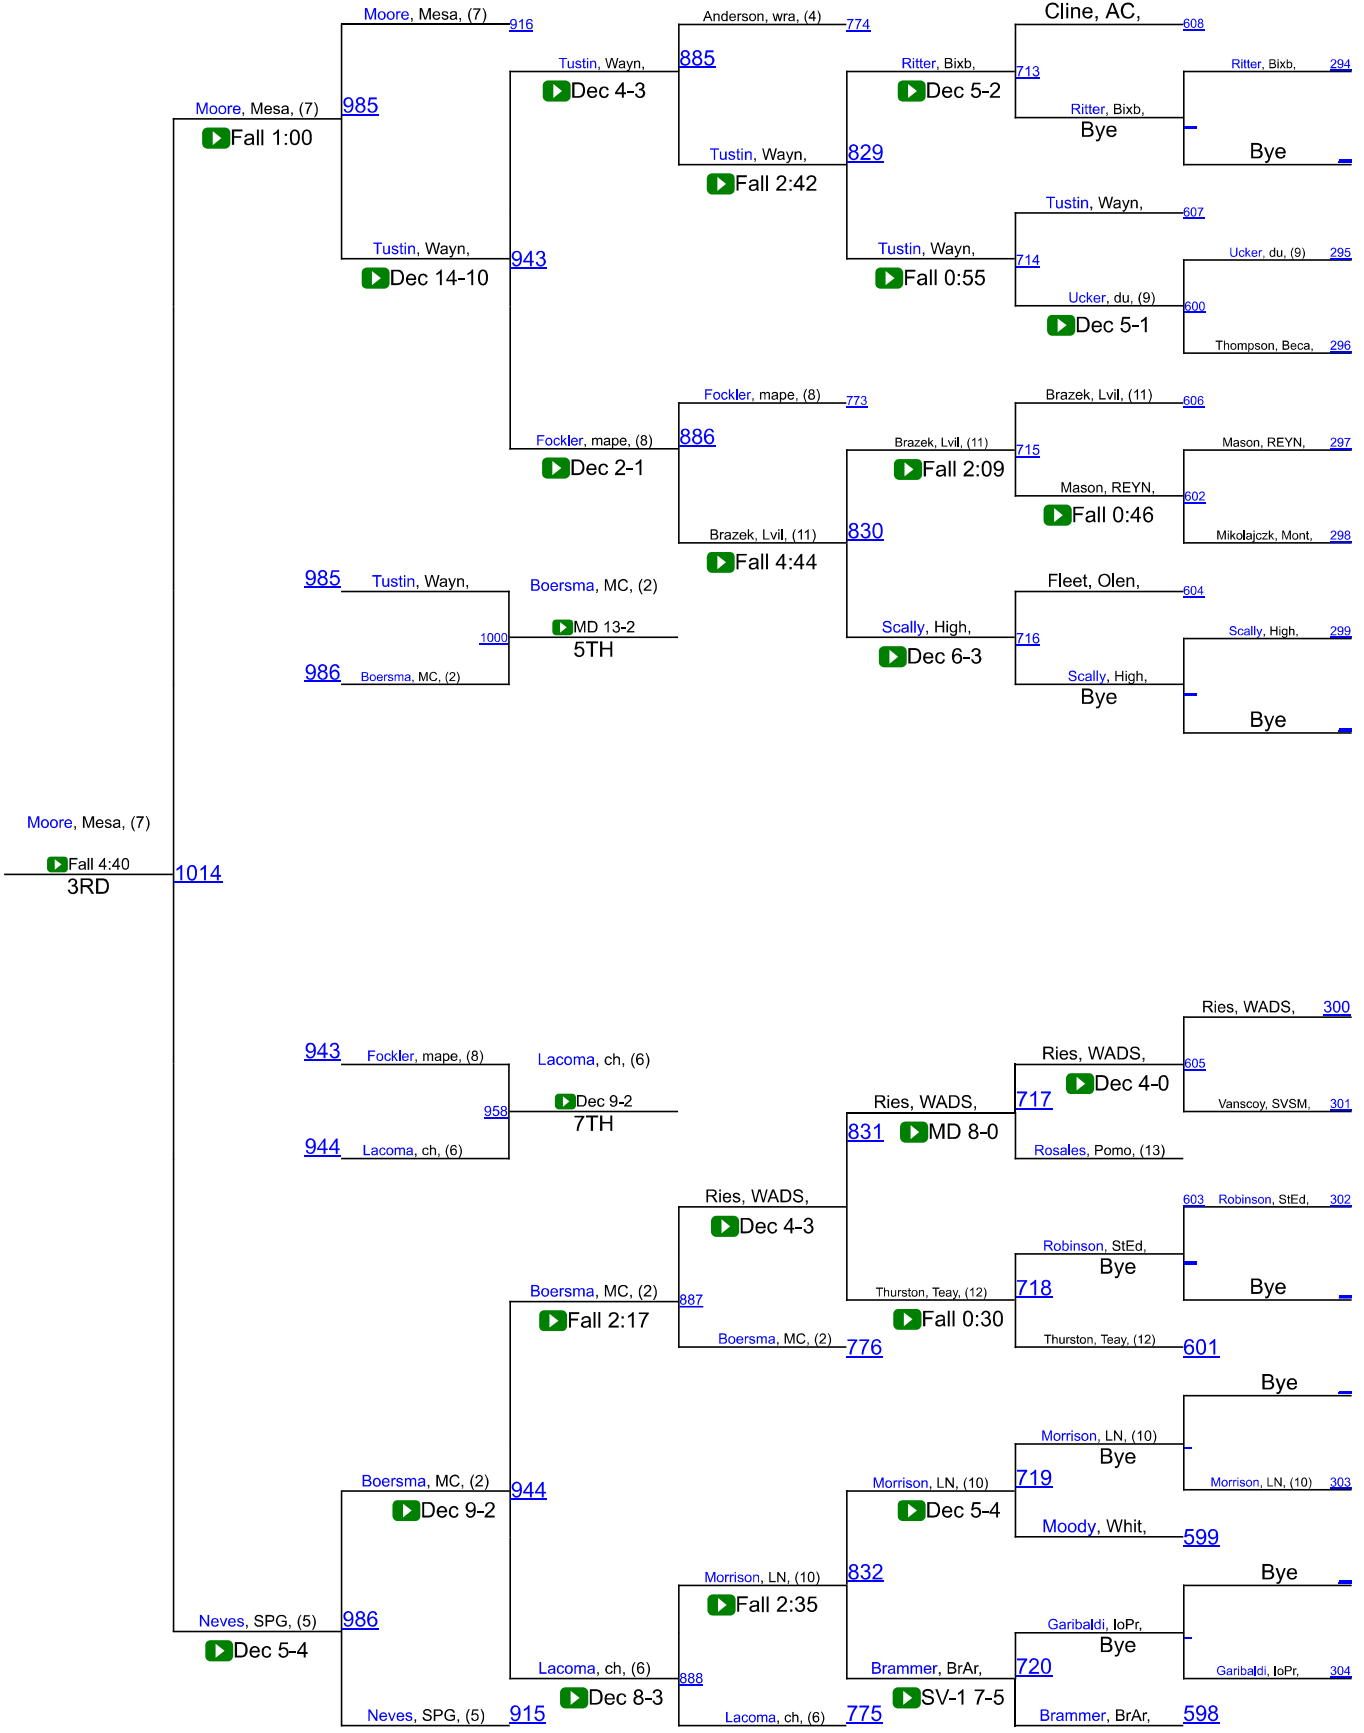 Moore, Mesa, (7)
916
Anderson, wra, (4)
774
Cline, AC,
608
Tustin, Wayn,
885
Dec 4-3
Ritter, Bixb,
713
Dec 5-2
Ritter, Bixb,
294
Moore, Mesa, (7)
985
Fall 1:00
Ritter, Bixb,
Bye
Bye
Tustin, Wayn,
829
Fall 2:42
Tustin, Wayn,
607
Tustin, Wayn,
943
Dec 14-10
Tustin, Wayn,
714
Fall 0:55
Ucker, du, (9)
295
Ucker, du, (9)
600
Dec 5-1
Thompson, Beca,
296
Fockler, mape, (8)
773
Brazek, Lvil, (11)
606
Fockler, mape, (8)
886
Dec 2-1
Brazek, Lvil, (11)
715
Fall 2:09
Mason, REYN,
297
Mason, REYN,
602
Fall 0:46
Brazek, Lvil, (11)
830
Fall 4:44
Mikolajczk, Mont,
298
985
Tustin, Wayn,
Boersma, MC, (2)
Fleet, Olen,
604
1000
MD 13-2
5TH
Scally, High,
716
Dec 6-3
Scally, High,
299
986
Boersma, MC, (2)
Scally, High,
Bye
Bye
Moore, Mesa, (7)
Fall 4:40
1014
3RD
Ries, WADS,
300
943
Fockler, mape, (8)
Lacoma, ch, (6)
Ries, WADS,
605
Dec 4-0
958
Dec 9-2
7TH
Ries, WADS,
717
Vanscoy, SVSM,
301
831
MD 8-0
944
Lacoma, ch, (6)
Rosales, Pomo, (13)
Ries, WADS,
Dec 4-3
603
Robinson, StEd,
302
Robinson, StEd,
Bye
Boersma, MC, (2)
887
Fall 2:17
Thurston, Teay, (12)
718
Fall 0:30
Bye
Boersma, MC, (2)
776
Thurston, Teay, (12)
601
Bye
Morrison, LN, (10)
Bye
Boersma, MC, (2)
944
Dec 9-2
Morrison, LN, (10)
719
Dec 5-4
Morrison, LN, (10)
303
Moody, Whit,
599
Morrison, LN, (10)
832
Fall 2:35
Bye
Neves, SPG, (5)
986
Dec 5-4
Garibaldi, IoPr,
Bye
Lacoma, ch, (6)
888
Dec 8-3
Brammer, BrAr,
720
SV-1 7-5
Garibaldi, IoPr,
304
Neves, SPG, (5)
915
Lacoma, ch, (6)
775
Brammer, BrAr,
598